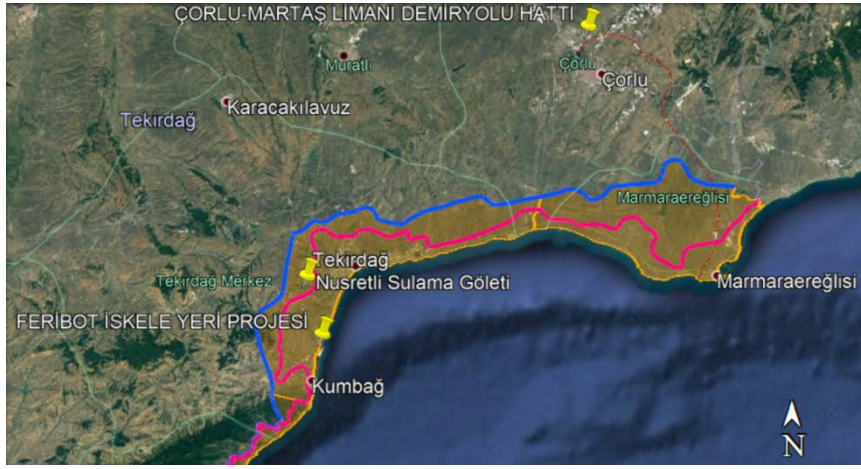 ÇORLU-MARTAŞ LİMANI DEMİRYOLU HATTI
Muratlı
Çorlu
Çorlu
Karacakılavuz
Tekirdağ
Marmaraereğlisi
Tekirdağ
Tekirdağ Merkez
Nusretli Sulama Göleti
Marmaraereğlisi
FERİBOT İSKELE YERİ PROJESİ
Kumbağ
N